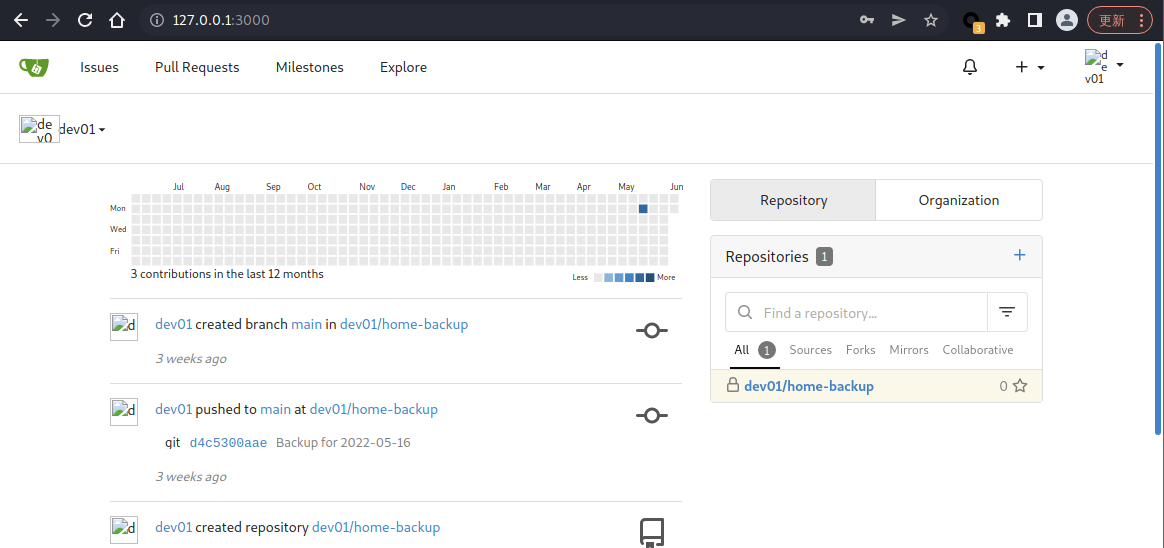 127.0.0.1:3000
3
更新
Issues Pull Requests Milestones Explore
d
e
v01
dev01
dev0
Jul Aug Sep Oct Nov Dec Jan Feb Mar Apr May Jun
Mon
Wed
Fri
3 contributions in the last 12 months
Less More
d dev01 created branch main in dev01/home-backup
3 weeks ago
d dev01 pushed to main at dev01/home-backup
git d4c5300aae Backup for 2022-05-16
3 weeks ago
d dev01 created repository dev01/home-backup
Repository Organization
Repositories 1
Find a repository...
All 1 Sources Forks Mirrors Collaborative
dev01/home-backup 0